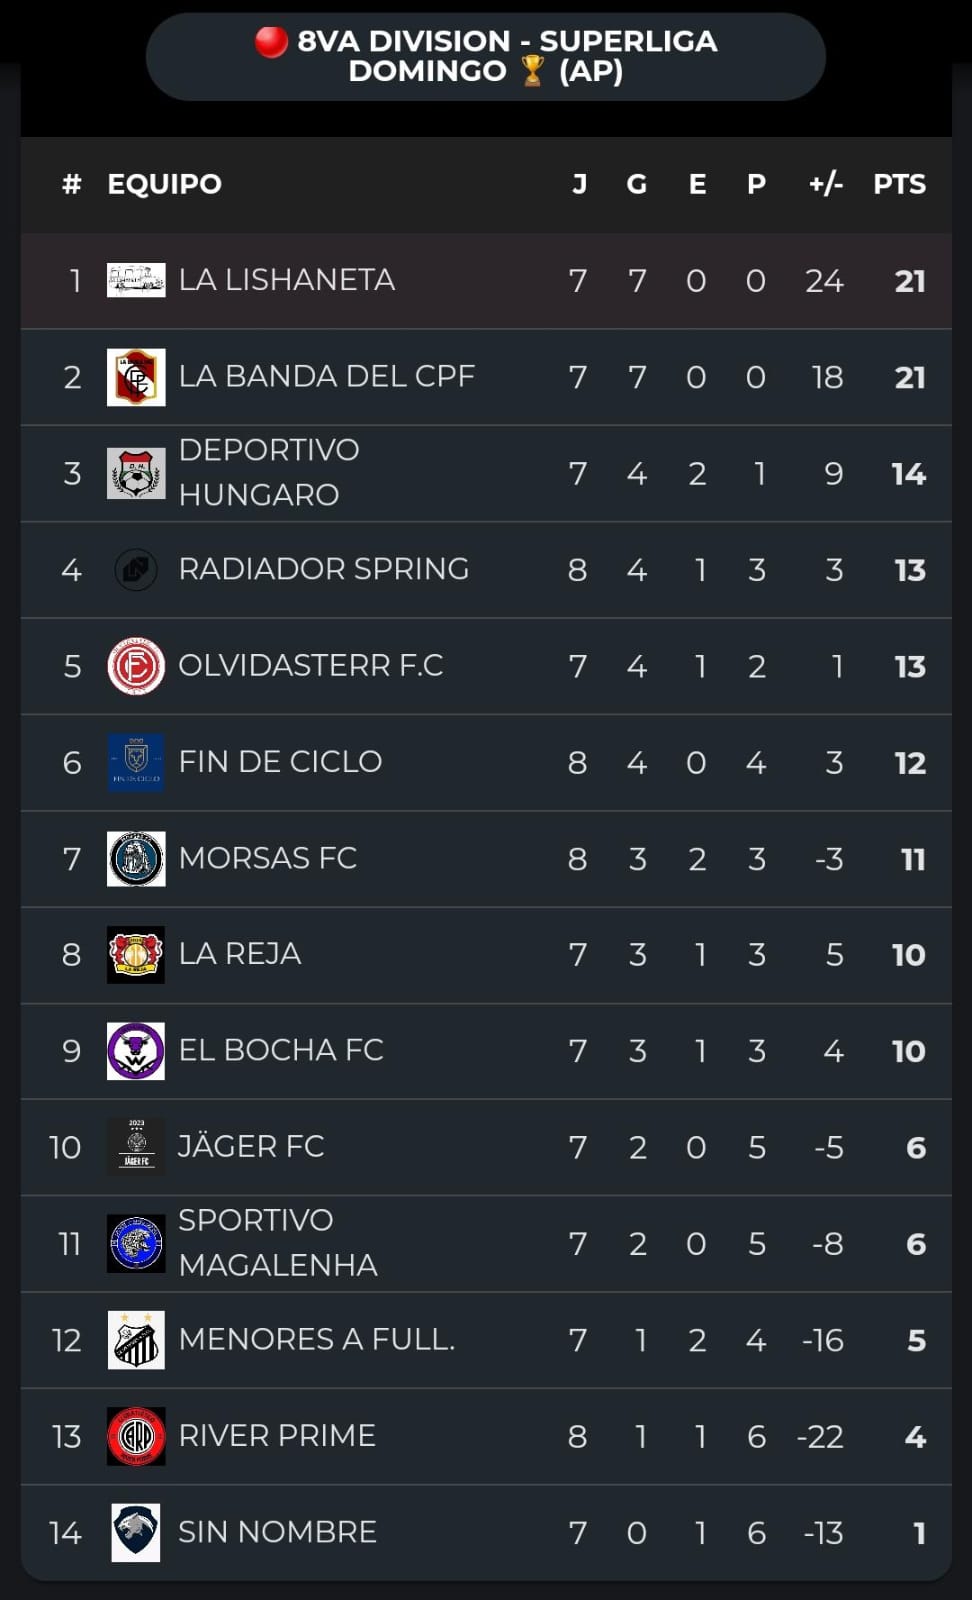 🔴 8VA DIVISION - SUPERLIGA
DOMINGO 🏆 (AP)
# EQUIPO J G E P +/- PTS
1 LA LISHANETA 7 7 0 0 24 21
2 LA BANDA DEL CPF 7 7 0 0 18 21
3 DEPORTIVO
HUNGARO 7 4 2 1 9 14
4 RADIADOR SPRING 8 4 1 3 3 13
5 OLVIDASTERR F.C 7 4 1 2 1 13
6 FIN DE CICLO 8 4 0 4 3 12
7 MORSAS FC 8 3 2 3 -3 11
8 LA REJA 7 3 1 3 5 10
9 EL BOCHA FC 7 3 1 3 4 10
10 JÄGER FC 7 2 0 5 -5 6
11 SPORTIVO
MAGALENHA 7 2 0 5 -8 6
12 MENORES A FULL. 7 1 2 4 -16 5
13 RIVER PRIME 8 1 1 6 -22 4
14 SIN NOMBRE 7 0 1 6 -13 1